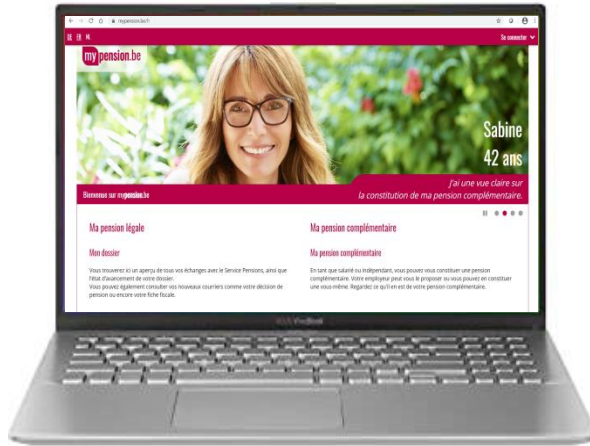 mypension.be/fr
DE FR NL
Se connecter
mypension.be
Sabine
42 ans
J'ai une vue claire sur
la constitution de ma pension complémentaire.
Bienvenue sur mypension.be
Ma pension légale
Mon dossier
Vous trouverez ici un aperçu de tous vos échanges avec le Service Pensions, ainsi que
l'état d'avancement de votre dossier.
Vous pouvez également consulter vos nouveaux courriers comme votre décision de
pension ou encore votre fiche fiscale.
Ma pension complémentaire
Ma pension complémentaire
En tant que salarié ou indépendant, vous pouvez vous constituer une pension
complémentaire. Votre employeur peut vous le proposer ou vous pouvez en constituer
une vous-même. Regardez ce qu'il en est de votre pension complémentaire.
VivoBook